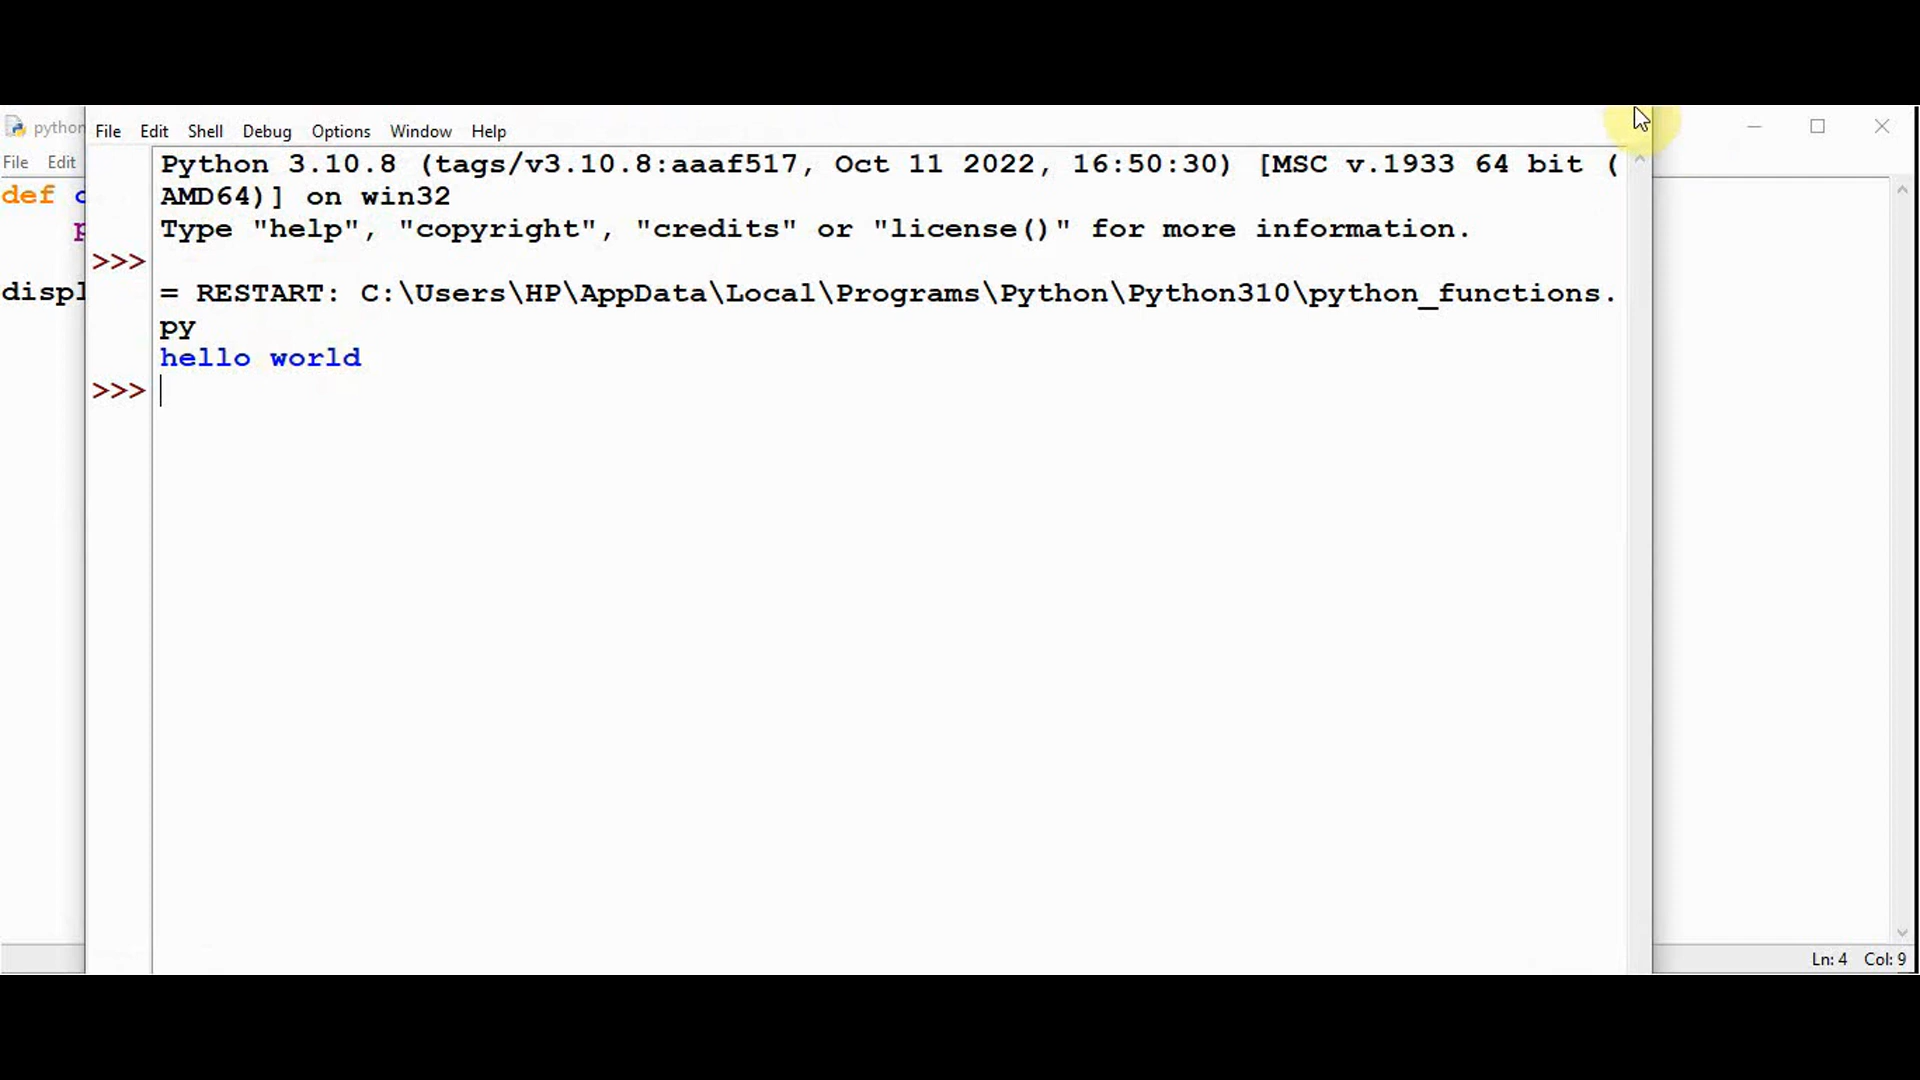 python
File Edit Shell Debug Options Window Help
File Edit
Python 3.10.8 (tags/v3.10.8:aaaf517, Oct 11 2022, 16:50:30) [MSC v.1933 64 bit (
AMD64)] on win32
def
Type "help", "copyright", "credits" or "license()" for more information.
>>>
= RESTART: C:\Users\HP\AppData\Local\Programs\Python\Python310\python_functions.
displ
py
hello world
>>>
Ln: 4 Col: 9